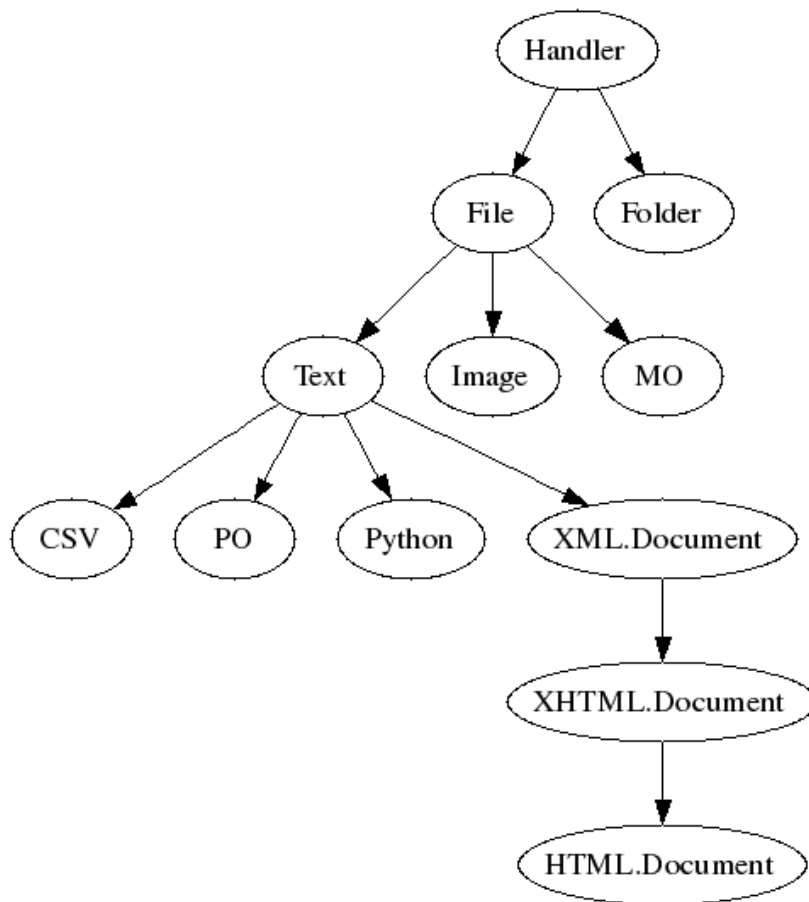 Handler
File
Folder
Text
Image
MO
CSV
PO
Python
XML.Document
XHTML.Document
HTML.Document